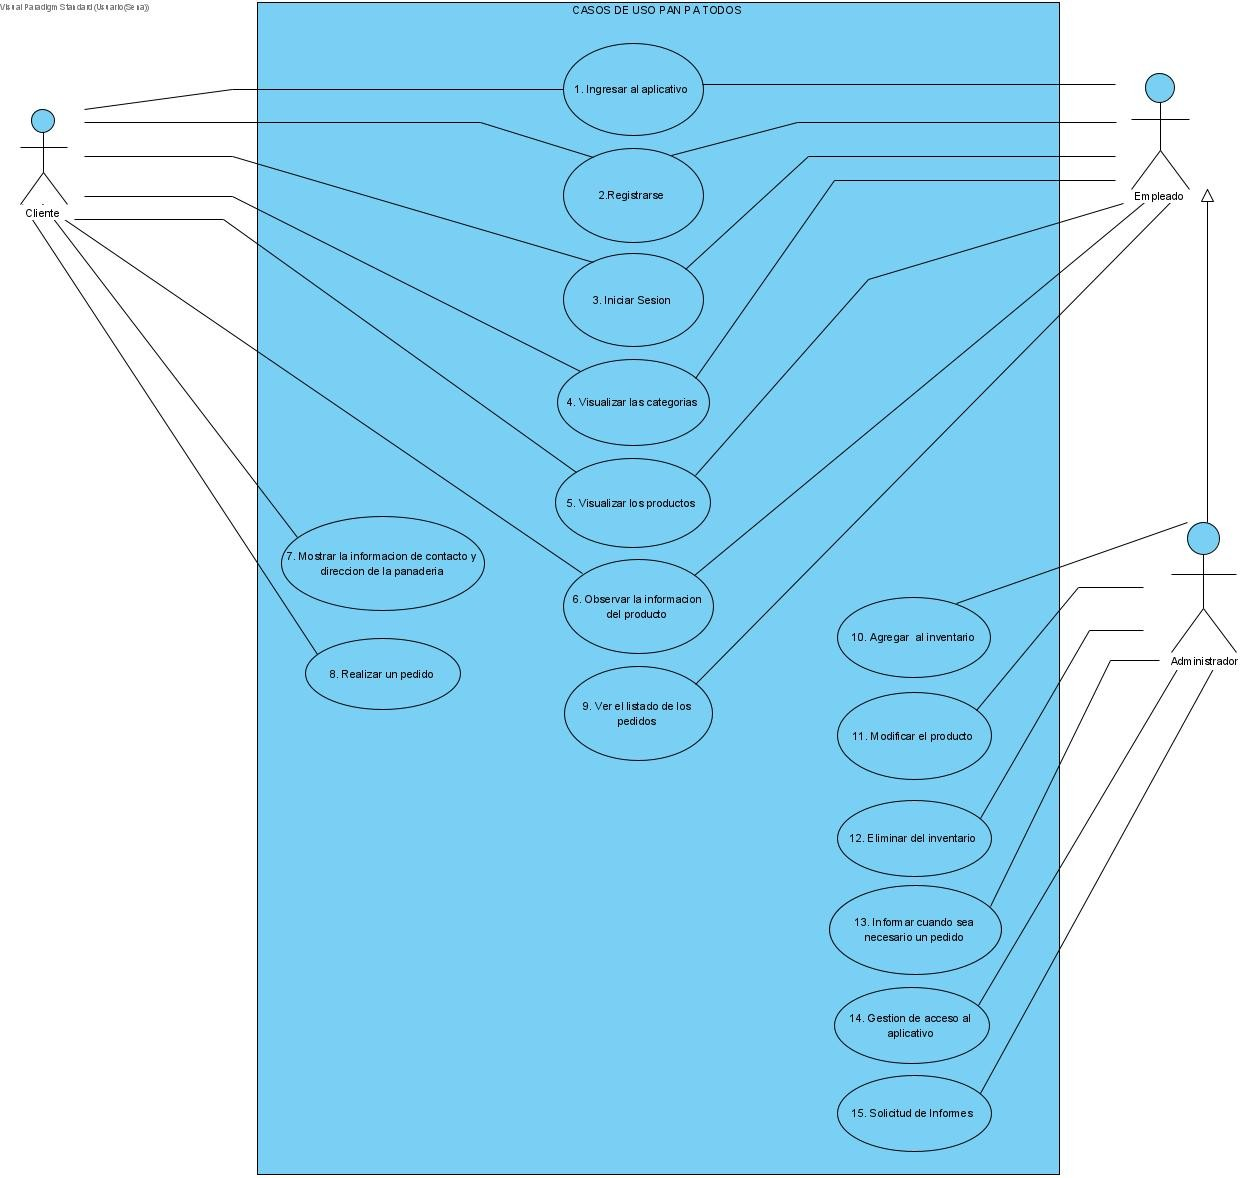 Visual Paradigm Standard (Usuario(Sena))
CASOS DE USO PAN PA TODOS
1. Ingresar al aplicativo
2.Registrarse
3. Iniciar Sesion
4. Visualizar las categorias
5. Visualizar los productos
6. Observar la informacion
del producto
7. Mostrar la informacion de contacto y
direccion de la panaderia
8. Realizar un pedido
9. Ver el listado de los
pedidos
10. Agregar al inventario
11. Modificar el producto
12. Eliminar del inventario
13. Informar cuando sea
necesario un pedido
14. Gestion de acceso al
aplicativo
15. Solicitud de Informes
Cliente
Empleado
Administrador